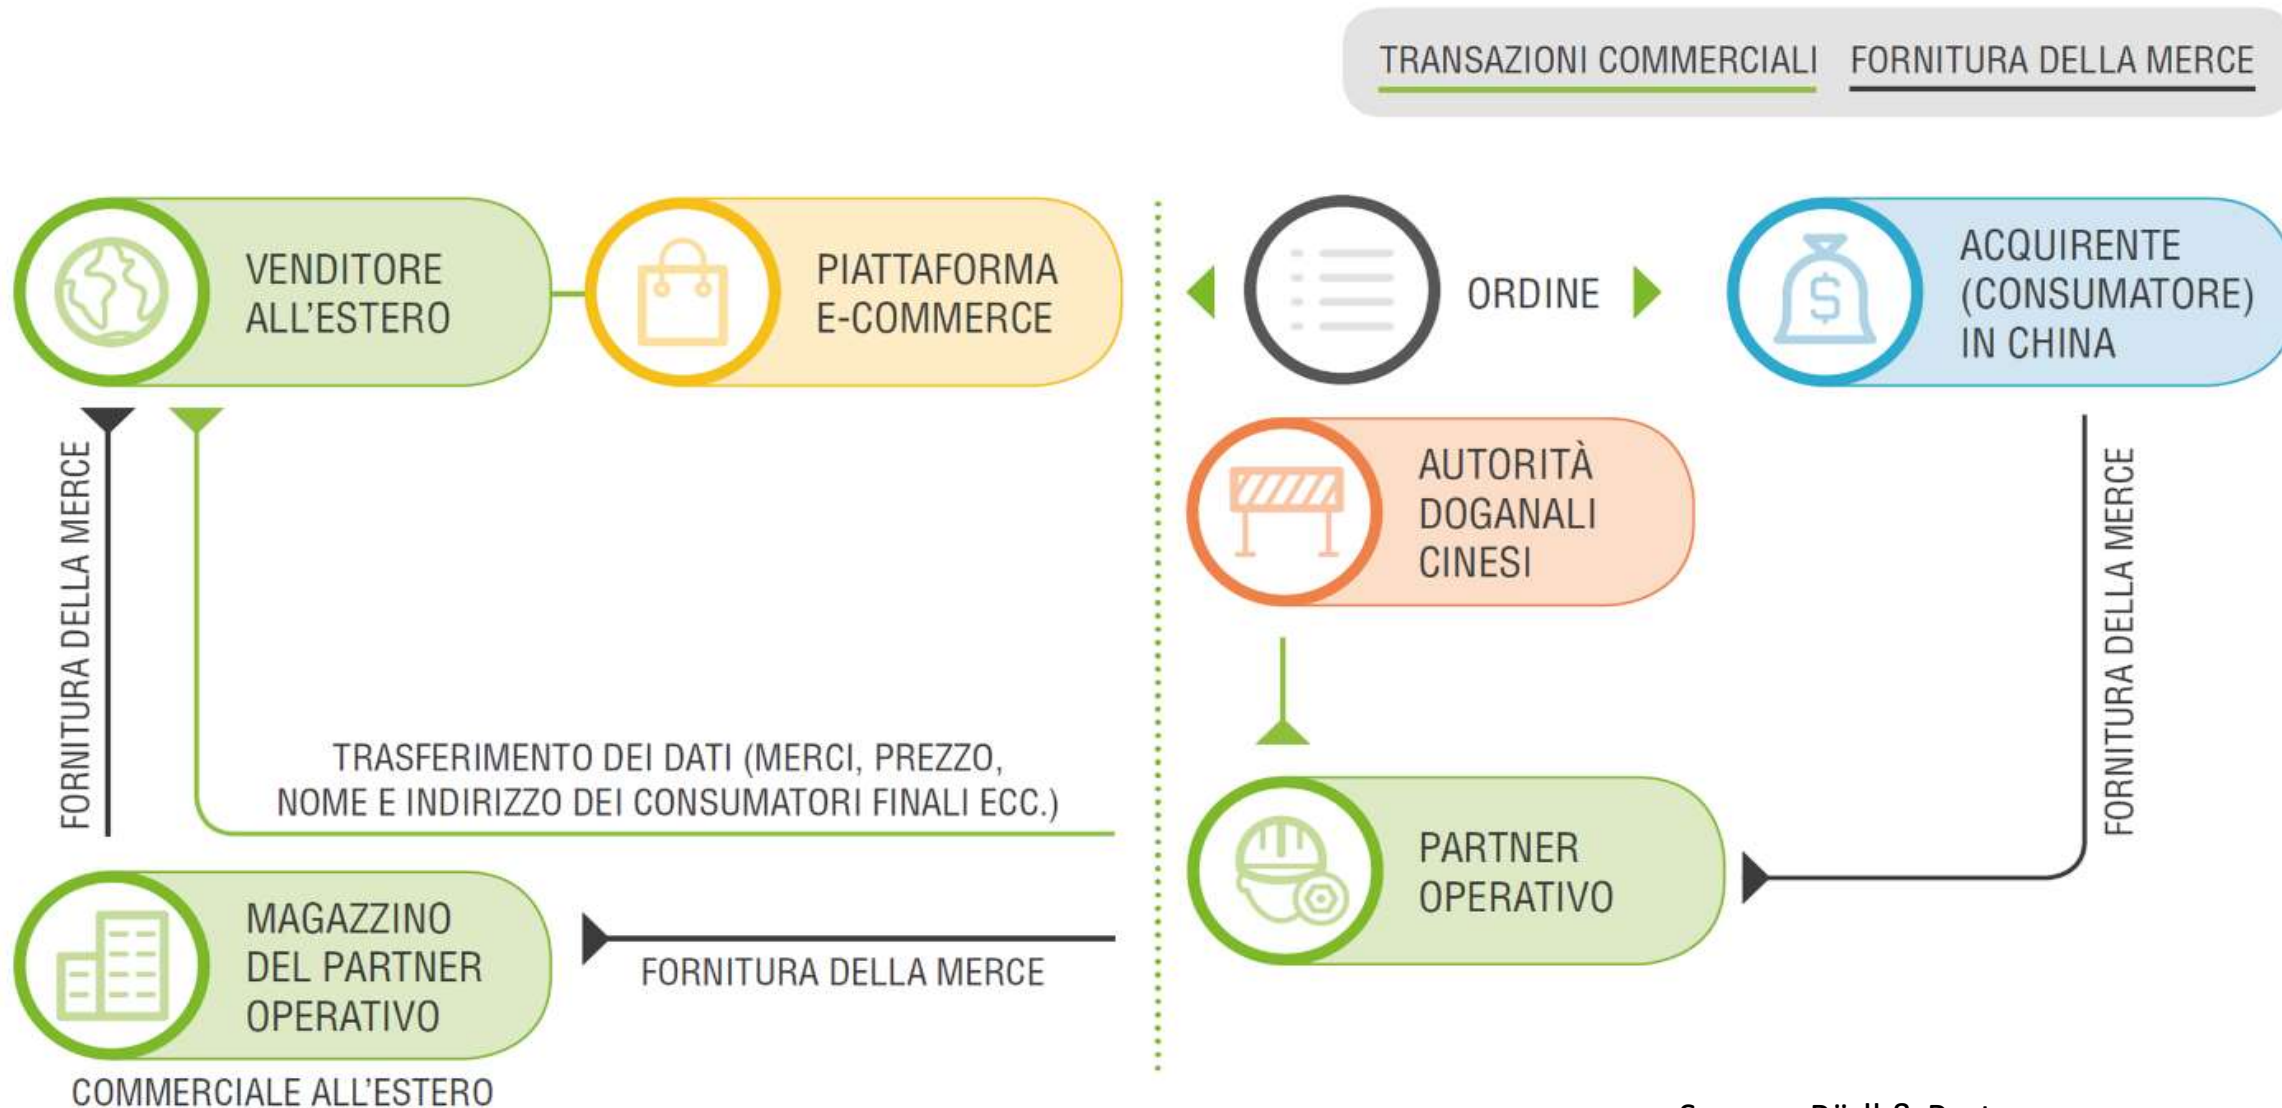 TRANSAZIONI COMMERCIALI FORNITURA DELLA MERCE
VENDITORE
ALL'ESTERO
PIATTAFORMA
E-COMMERCE
ORDINE
ACQUIRENTE
(CONSUMATORE)
IN CHINA
AUTORITÀ
DOGANALI
CINESI
FORNITURA DELLA MERCE
FORNITURA DELLA MERCE
TRASFERIMENTO DEI DATI (MERCI, PREZZO,
NOME E INDIRIZZO DEI CONSUMATORI FINALI ECC.)
PARTNER
OPERATIVO
MAGAZZINO
DEL PARTNER
OPERATIVO
FORNITURA DELLA MERCE
COMMERCIALE ALL'ESTERO